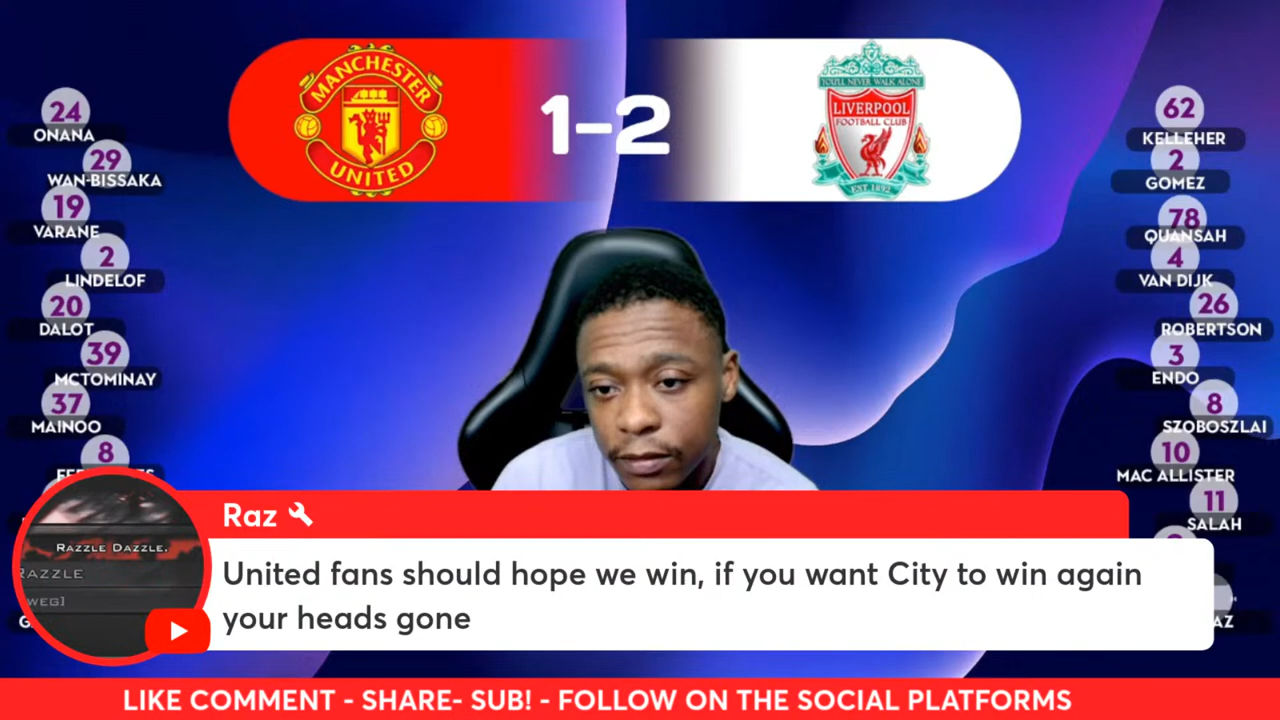 MANCHESTER
UNITED
1-2
YOU'LL NEVER WALK ALONE
LIVERPOOL
FOOTBALL CLUB
EST. 1892
24
ONANA
29
WAN-BISSAKA
19
VARANE
2
LINDELOF
20
DALOT
39
MCTOMINAY
37
MAINOO
8
62
KELLEHER
2
GOMEZ
78
QUANSAH
4
VAN DIJK
26
ROBERTSON
3
ENDO
8
SZOBOSZLAI
10
MAC ALLISTER
11
SALAH
AZ
RAZZLE DAZZLE.
RAZZLE
WEG]
G
Raz
United fans should hope we win, if you want City to win again
your heads gone
LIKE COMMENT - SHARE- SUB! - FOLLOW ON THE SOCIAL PLATFORMS